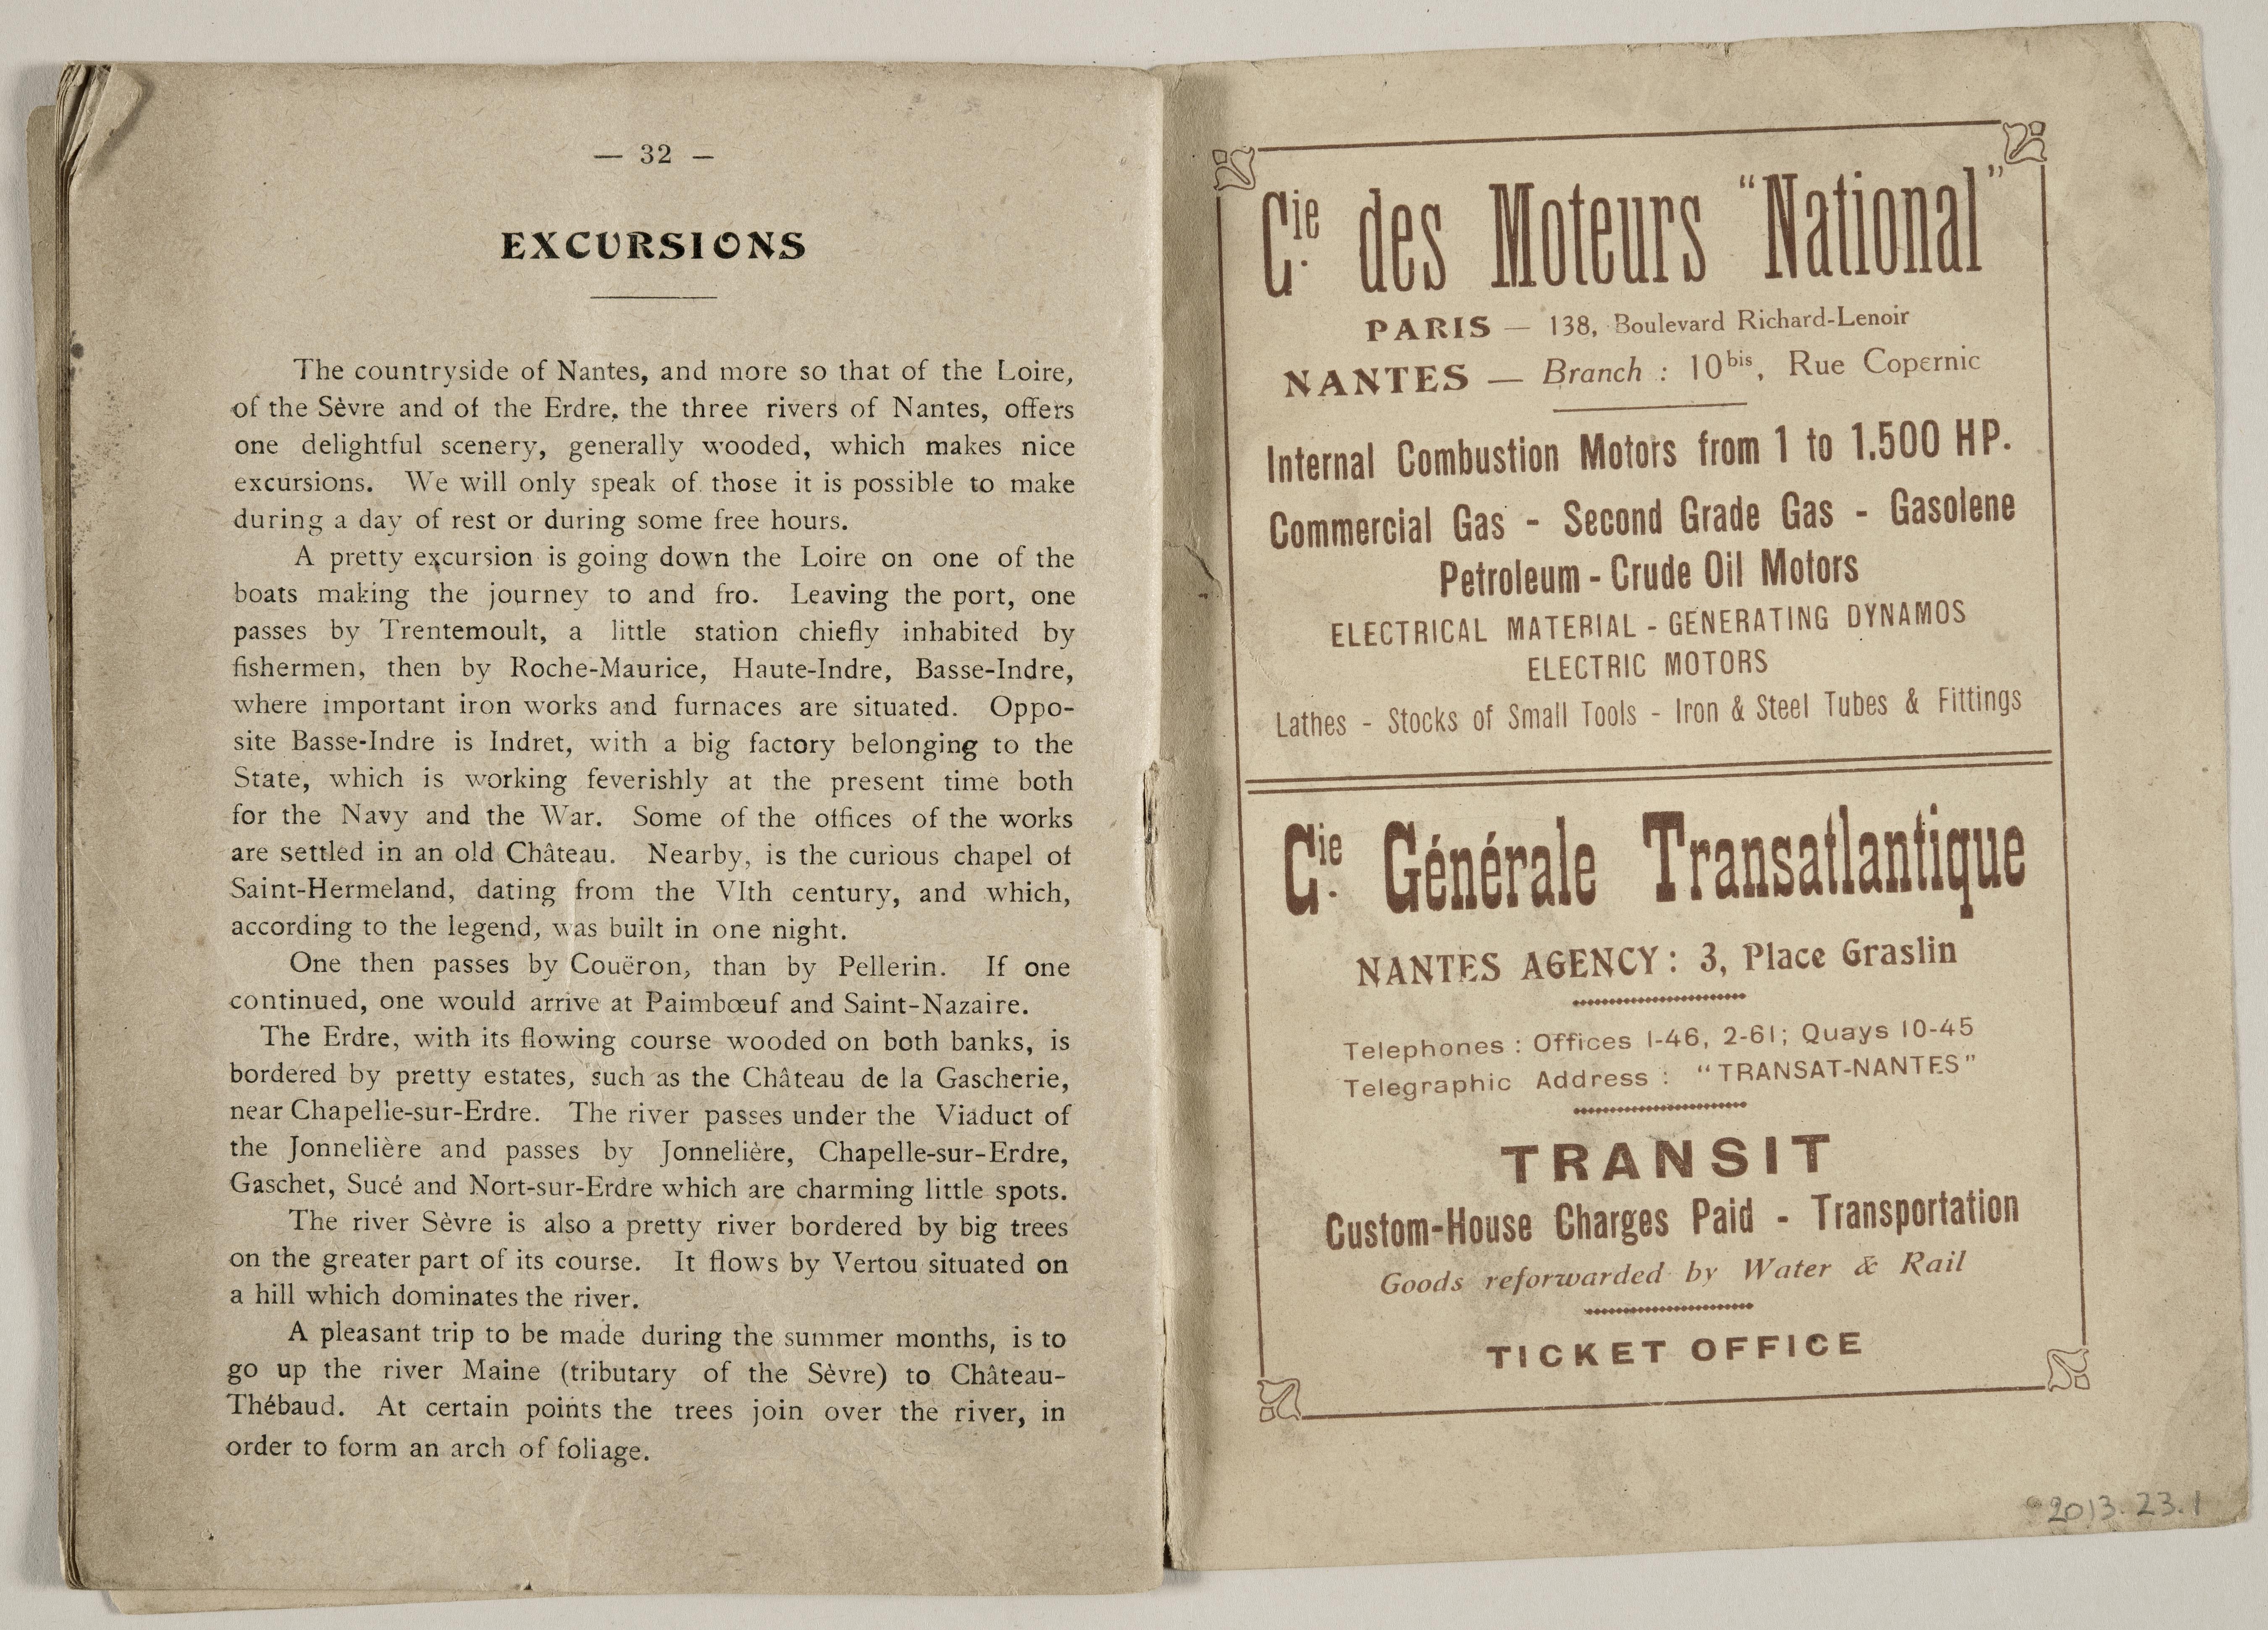 — 32 —
EXCURSIONS
The countryside of Nantes, and more so that of the Loire,
of the Sèvre and of the Erdre, the three rivers of Nantes, offers
one delightful scenery, generally wooded, which makes nice
excursions. We will only speak of those it is possible to make
during a day of rest or during some free hours.
A pretty excursion is going down the Loire on one of the
boats making the journey to and fro. Leaving the port, one
passes by Trentemoult, a little station chiefly inhabited by
fishermen, then by Roche-Maurice, Haute-Indre, Basse-Indre,
where important iron works and furnaces are situated. Oppo-
site Basse-Indre is Indret, with a big factory belonging to the
State, which is working feverishly at the present time both
for the Navy and the War. Some of the offices of the works
are settled in an old Château. Nearby, is the curious chapel of
Saint-Hermeland, dating from the VIth century, and which,
according to the legend, was built in one night.
One then passes by Couëron, than by Pellerin. If one
continued, one would arrive at Paimbœuf and Saint-Nazaire.
The Erdre, with its flowing course wooded on both banks, is
bordered by pretty estates, such as the Château de la Gascherie,
near Chapelle-sur-Erdre. The river passes under the Viaduct of
the Jonnelière and passes by Jonnelière, Chapelle-sur-Erdre,
Gaschet, Sucé and Nort-sur-Erdre which are charming little spots.
The river Sèvre is also a pretty river bordered by big trees
on the greater part of its course. It flows by Vertou situated on
a hill which dominates the river.
A pleasant trip to be made during the summer months, is to
go up the river Maine (tributary of the Sèvre) to Château-
Thébaud. At certain points the trees join over the river, in
order to form an arch of foliage.
Cie des Moteurs "National"
PARIS — 138, Boulevard Richard-Lenoir
NANTES — Branch : 10bis, Rue Copernic
Internal Combustion Motors from 1 to 1.500 HP.
Commercial Gas - Second Grade Gas - Gasolene
Petroleum - Crude Oil Motors
ELECTRICAL MATERIAL - GENERATING DYNAMOS
ELECTRIC MOTORS
Lathes - Stocks of Small Tools - Iron & Steel Tubes & Fittings
Cie Générale Transatlantique
NANTES AGENCY : 3, Place Graslin
Telephones : Offices 1-46, 2-61; Quays 10-45
Telegraphic Address : "TRANSAT-NANTES"
TRANSIT
Custom-House Charges Paid - Transportation
Goods reforwarded by Water & Rail
TICKET OFFICE
2013.23.1